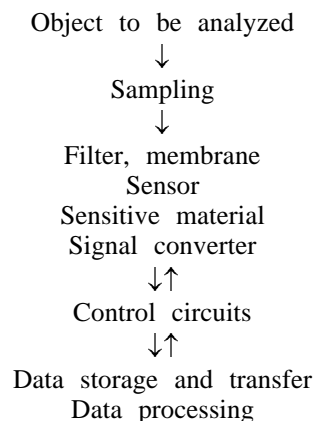 Object to be analyzed
↓
Sampling
↓
Filter, membrane
Sensor
Sensitive material
Signal converter
↓↑
Control circuits
↓↑
Data storage and transfer
Data processing